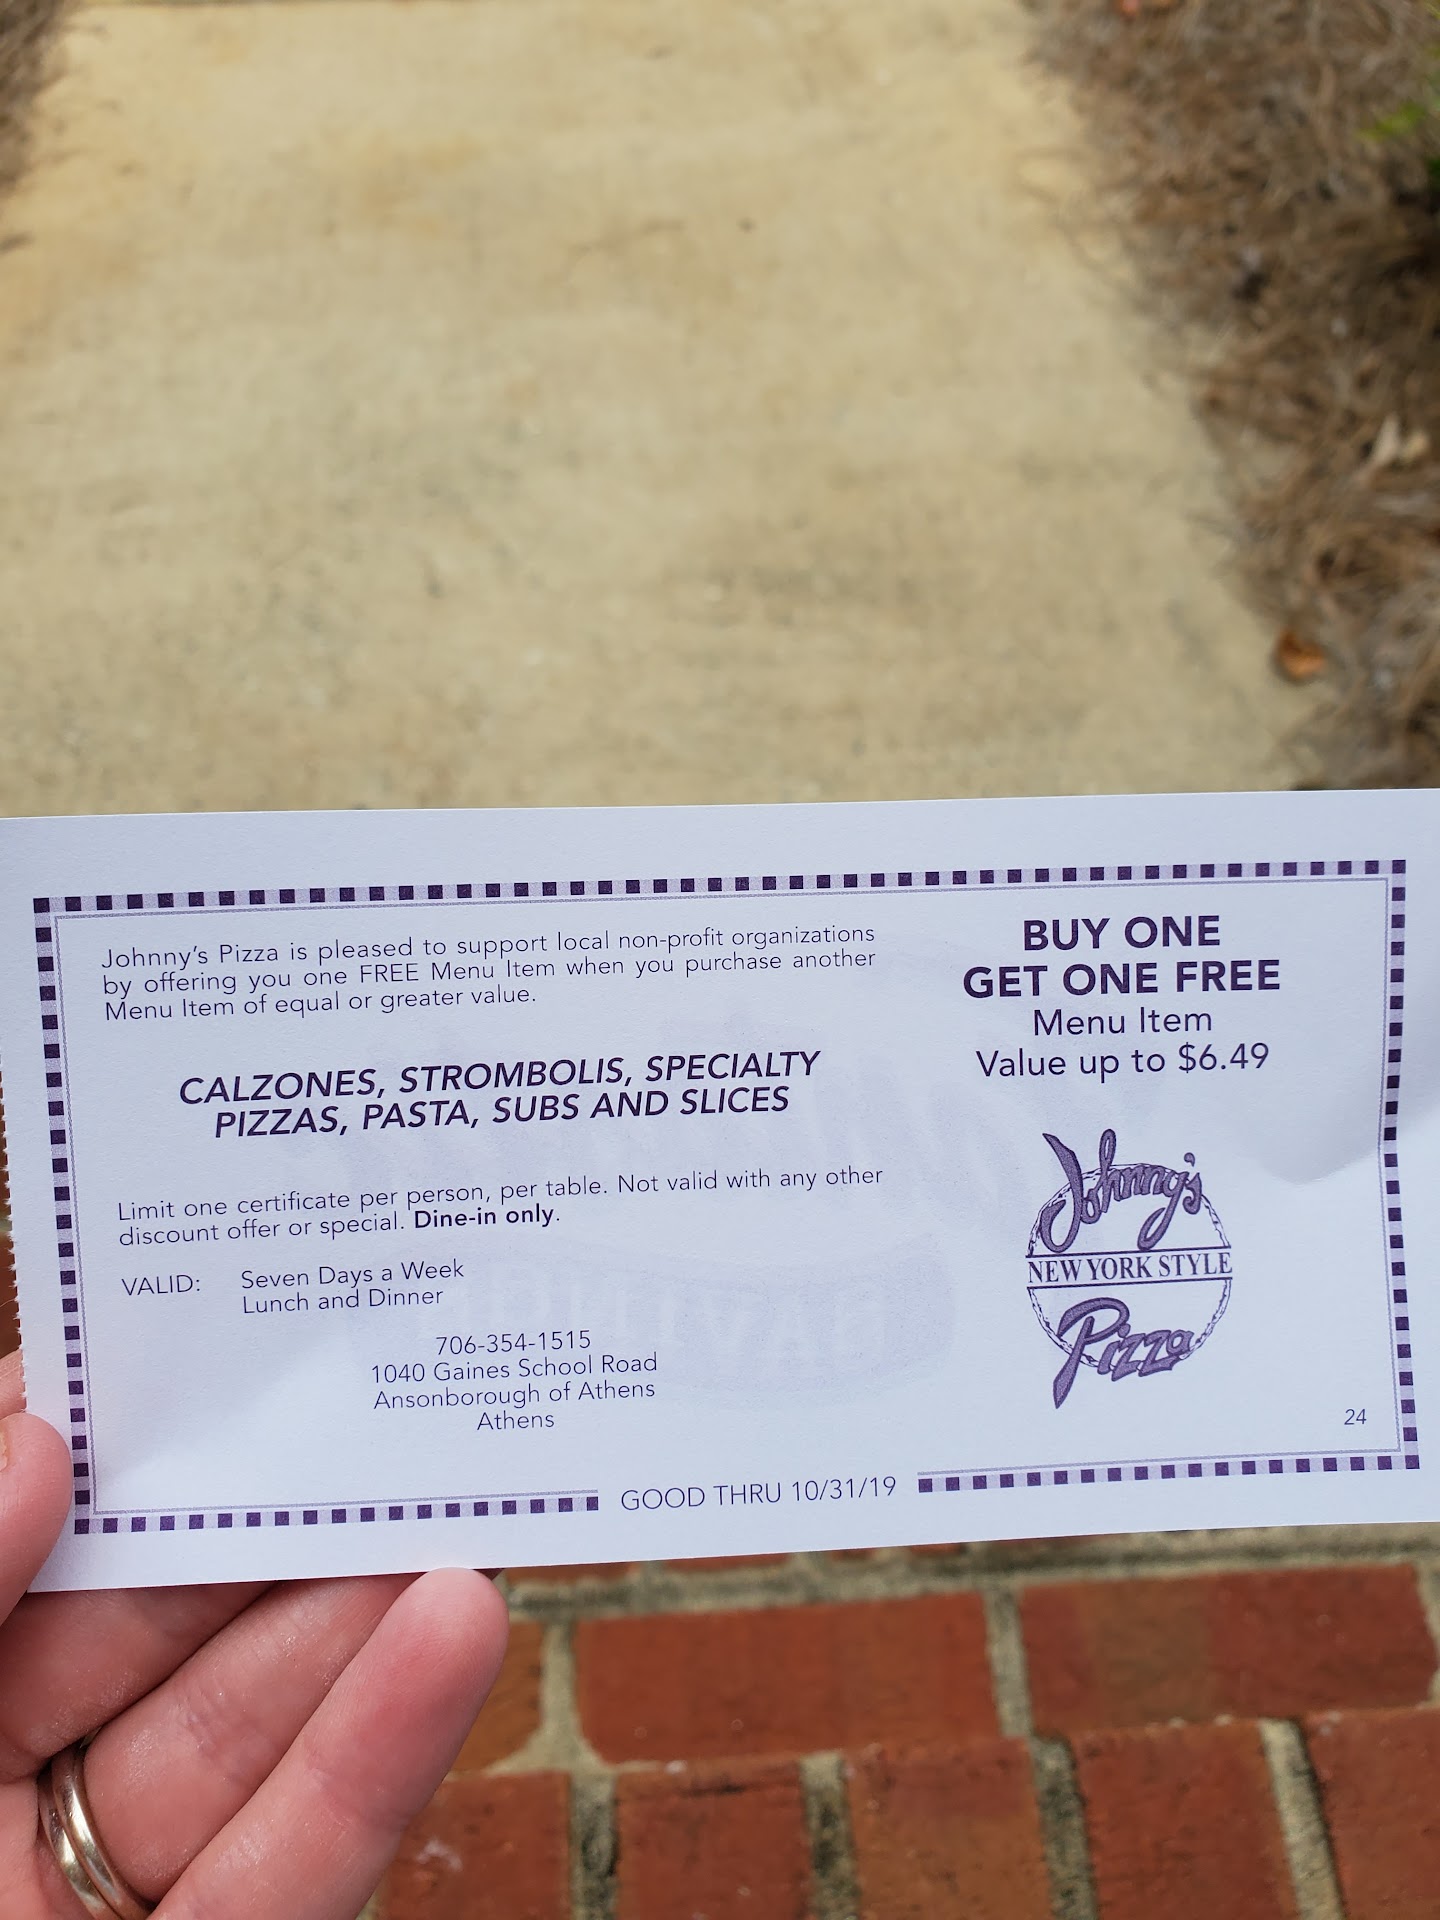 Johnny's Pizza is pleased to support local non-profit organizations
by offering you one FREE Menu Item when you purchase another
Menu Item of equal or greater value.
CALZONES, STROMBOLIS, SPECIALTY
PIZZAS, PASTA, SUBS AND SLICES
Limit one certificate per person, per table. Not valid with any other
discount offer or special. Dine-in only.
VALID: Seven Days a Week
Lunch and Dinner
706-354-1515
1040 Gaines School Road
Ansonborough of Athens
Athens
BUY ONE
GET ONE FREE
Menu Item
Value up to $6.49
Johnny's
NEW YORK STYLE
Pizza
24
GOOD THRU 10/31/19